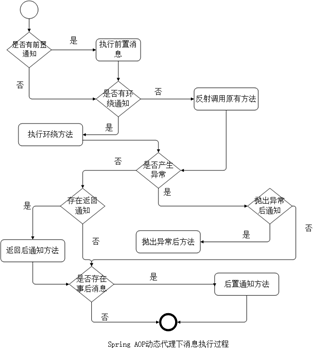 是否有前置
通知
是
执行前置消
息
否
是否有环
绕通知
否
反射调用原有方法
是
执行环绕方法
是否产生
异常
否
是
存在返回
通知
抛出异常
后通知
是
否
是
否
抛出异常后方法
返回后通知方法
是否存在
事后消息
是
后置通知方法
否
Spring AOP动态代理下消息执行过程